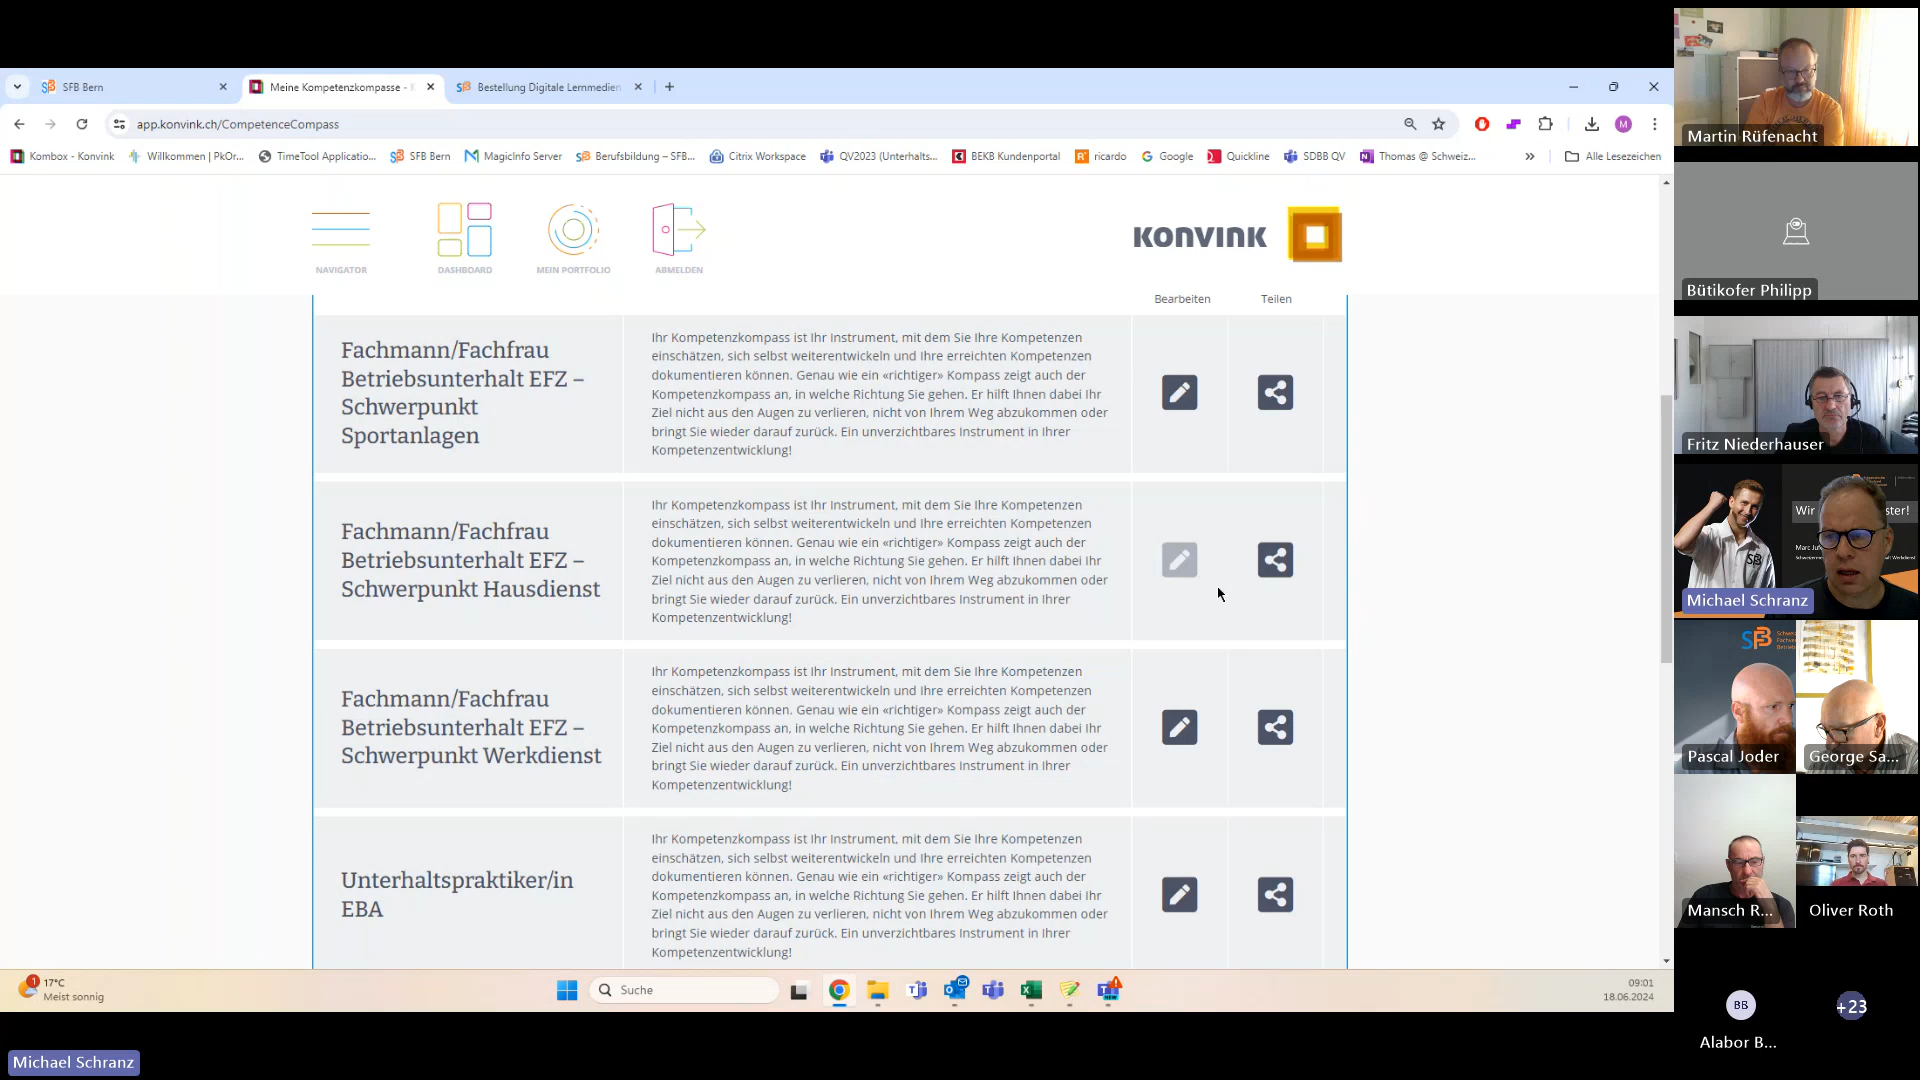 SFB Bern
Meine Kompetenzkompasse -
Bestellung Digitale Lernmedien
app.konvink.ch/CompetenceCompass
M
Kombox - Konvink
Willkommen | PkOr...
TimeTool Applicatio...
SFB Bern
MagicInfo Server
Berufsbildung – SFB...
Citrix Workspace
QV2023 (Unterhalts...
BEKB Kundenportal
ricardo
Google
Quickline
SDBB QV
Thomas @ Schweiz...
»
Alle Lesezeichen
NAVIGATOR
DASHBOARD
MEIN PORTFOLIO
ABMELDEN
KONVINK
Bearbeiten
Teilen
Fachmann/Fachfrau
Betriebsunterhalt EFZ –
Schwerpunkt
Sportanlagen
Ihr Kompetenzkompass ist Ihr Instrument, mit dem Sie Ihre Kompetenzen
einschätzen, sich selbst weiterentwickeln und Ihre erreichten Kompetenzen
dokumentieren können. Genau wie ein «richtiger» Kompass zeigt auch der
Kompetenzkompass an, in welche Richtung Sie gehen. Er hilft Ihnen dabei Ihr
Ziel nicht aus den Augen zu verlieren, nicht von Ihrem Weg abzukommen oder
bringt Sie wieder darauf zurück. Ein unverzichtbares Instrument in Ihrer
Kompetenzentwicklung!
Fachmann/Fachfrau
Betriebsunterhalt EFZ –
Schwerpunkt Hausdienst
Ihr Kompetenzkompass ist Ihr Instrument, mit dem Sie Ihre Kompetenzen
einschätzen, sich selbst weiterentwickeln und Ihre erreichten Kompetenzen
dokumentieren können. Genau wie ein «richtiger» Kompass zeigt auch der
Kompetenzkompass an, in welche Richtung Sie gehen. Er hilft Ihnen dabei Ihr
Ziel nicht aus den Augen zu verlieren, nicht von Ihrem Weg abzukommen oder
bringt Sie wieder darauf zurück. Ein unverzichtbares Instrument in Ihrer
Kompetenzentwicklung!
Fachmann/Fachfrau
Betriebsunterhalt EFZ –
Schwerpunkt Werkdienst
Ihr Kompetenzkompass ist Ihr Instrument, mit dem Sie Ihre Kompetenzen
einschätzen, sich selbst weiterentwickeln und Ihre erreichten Kompetenzen
dokumentieren können. Genau wie ein «richtiger» Kompass zeigt auch der
Kompetenzkompass an, in welche Richtung Sie gehen. Er hilft Ihnen dabei Ihr
Ziel nicht aus den Augen zu verlieren, nicht von Ihrem Weg abzukommen oder
bringt Sie wieder darauf zurück. Ein unverzichtbares Instrument in Ihrer
Kompetenzentwicklung!
Unterhaltspraktiker/in
EBA
Ihr Kompetenzkompass ist Ihr Instrument, mit dem Sie Ihre Kompetenzen
einschätzen, sich selbst weiterentwickeln und Ihre erreichten Kompetenzen
dokumentieren können. Genau wie ein «richtiger» Kompass zeigt auch der
Kompetenzkompass an, in welche Richtung Sie gehen. Er hilft Ihnen dabei Ihr
Ziel nicht aus den Augen zu verlieren, nicht von Ihrem Weg abzukommen oder
bringt Sie wieder darauf zurück. Ein unverzichtbares Instrument in Ihrer
Kompetenzentwicklung!
1
17°C
Meist sonnig
Suche
09:01
18.06.2024
Michael Schranz
Martin Rüfenacht
Bütikofer Philipp
Fritz Niederhauser
Wir
ster!
Michael Schranz
SFB
Pascal Joder
George Sa...
Mansch R...
Oliver Roth
BB
+23
Alabor B...